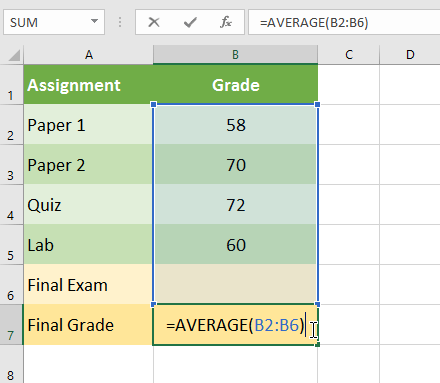 SUM =AVERAGE(B2:B6)
A B C D
1 Assignment Grade
2 Paper 1 58
3 Paper 2 70
4 Quiz 72
5 Lab 60
6 Final Exam
7 Final Grade =AVERAGE(B2:B6)
8